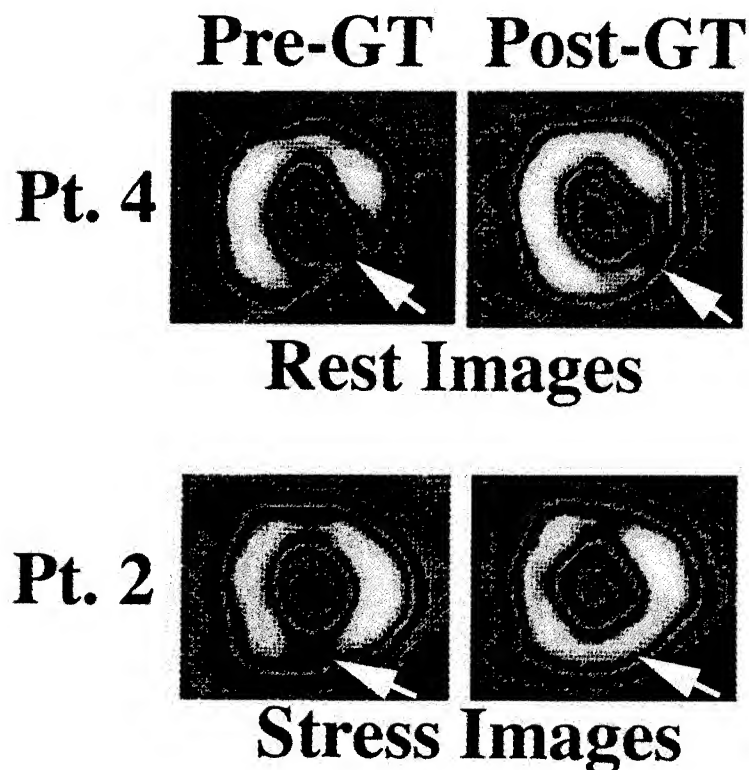 Pre-GT Post-GT
Pt. 4
Rest Images
Pt. 2
Stress Images